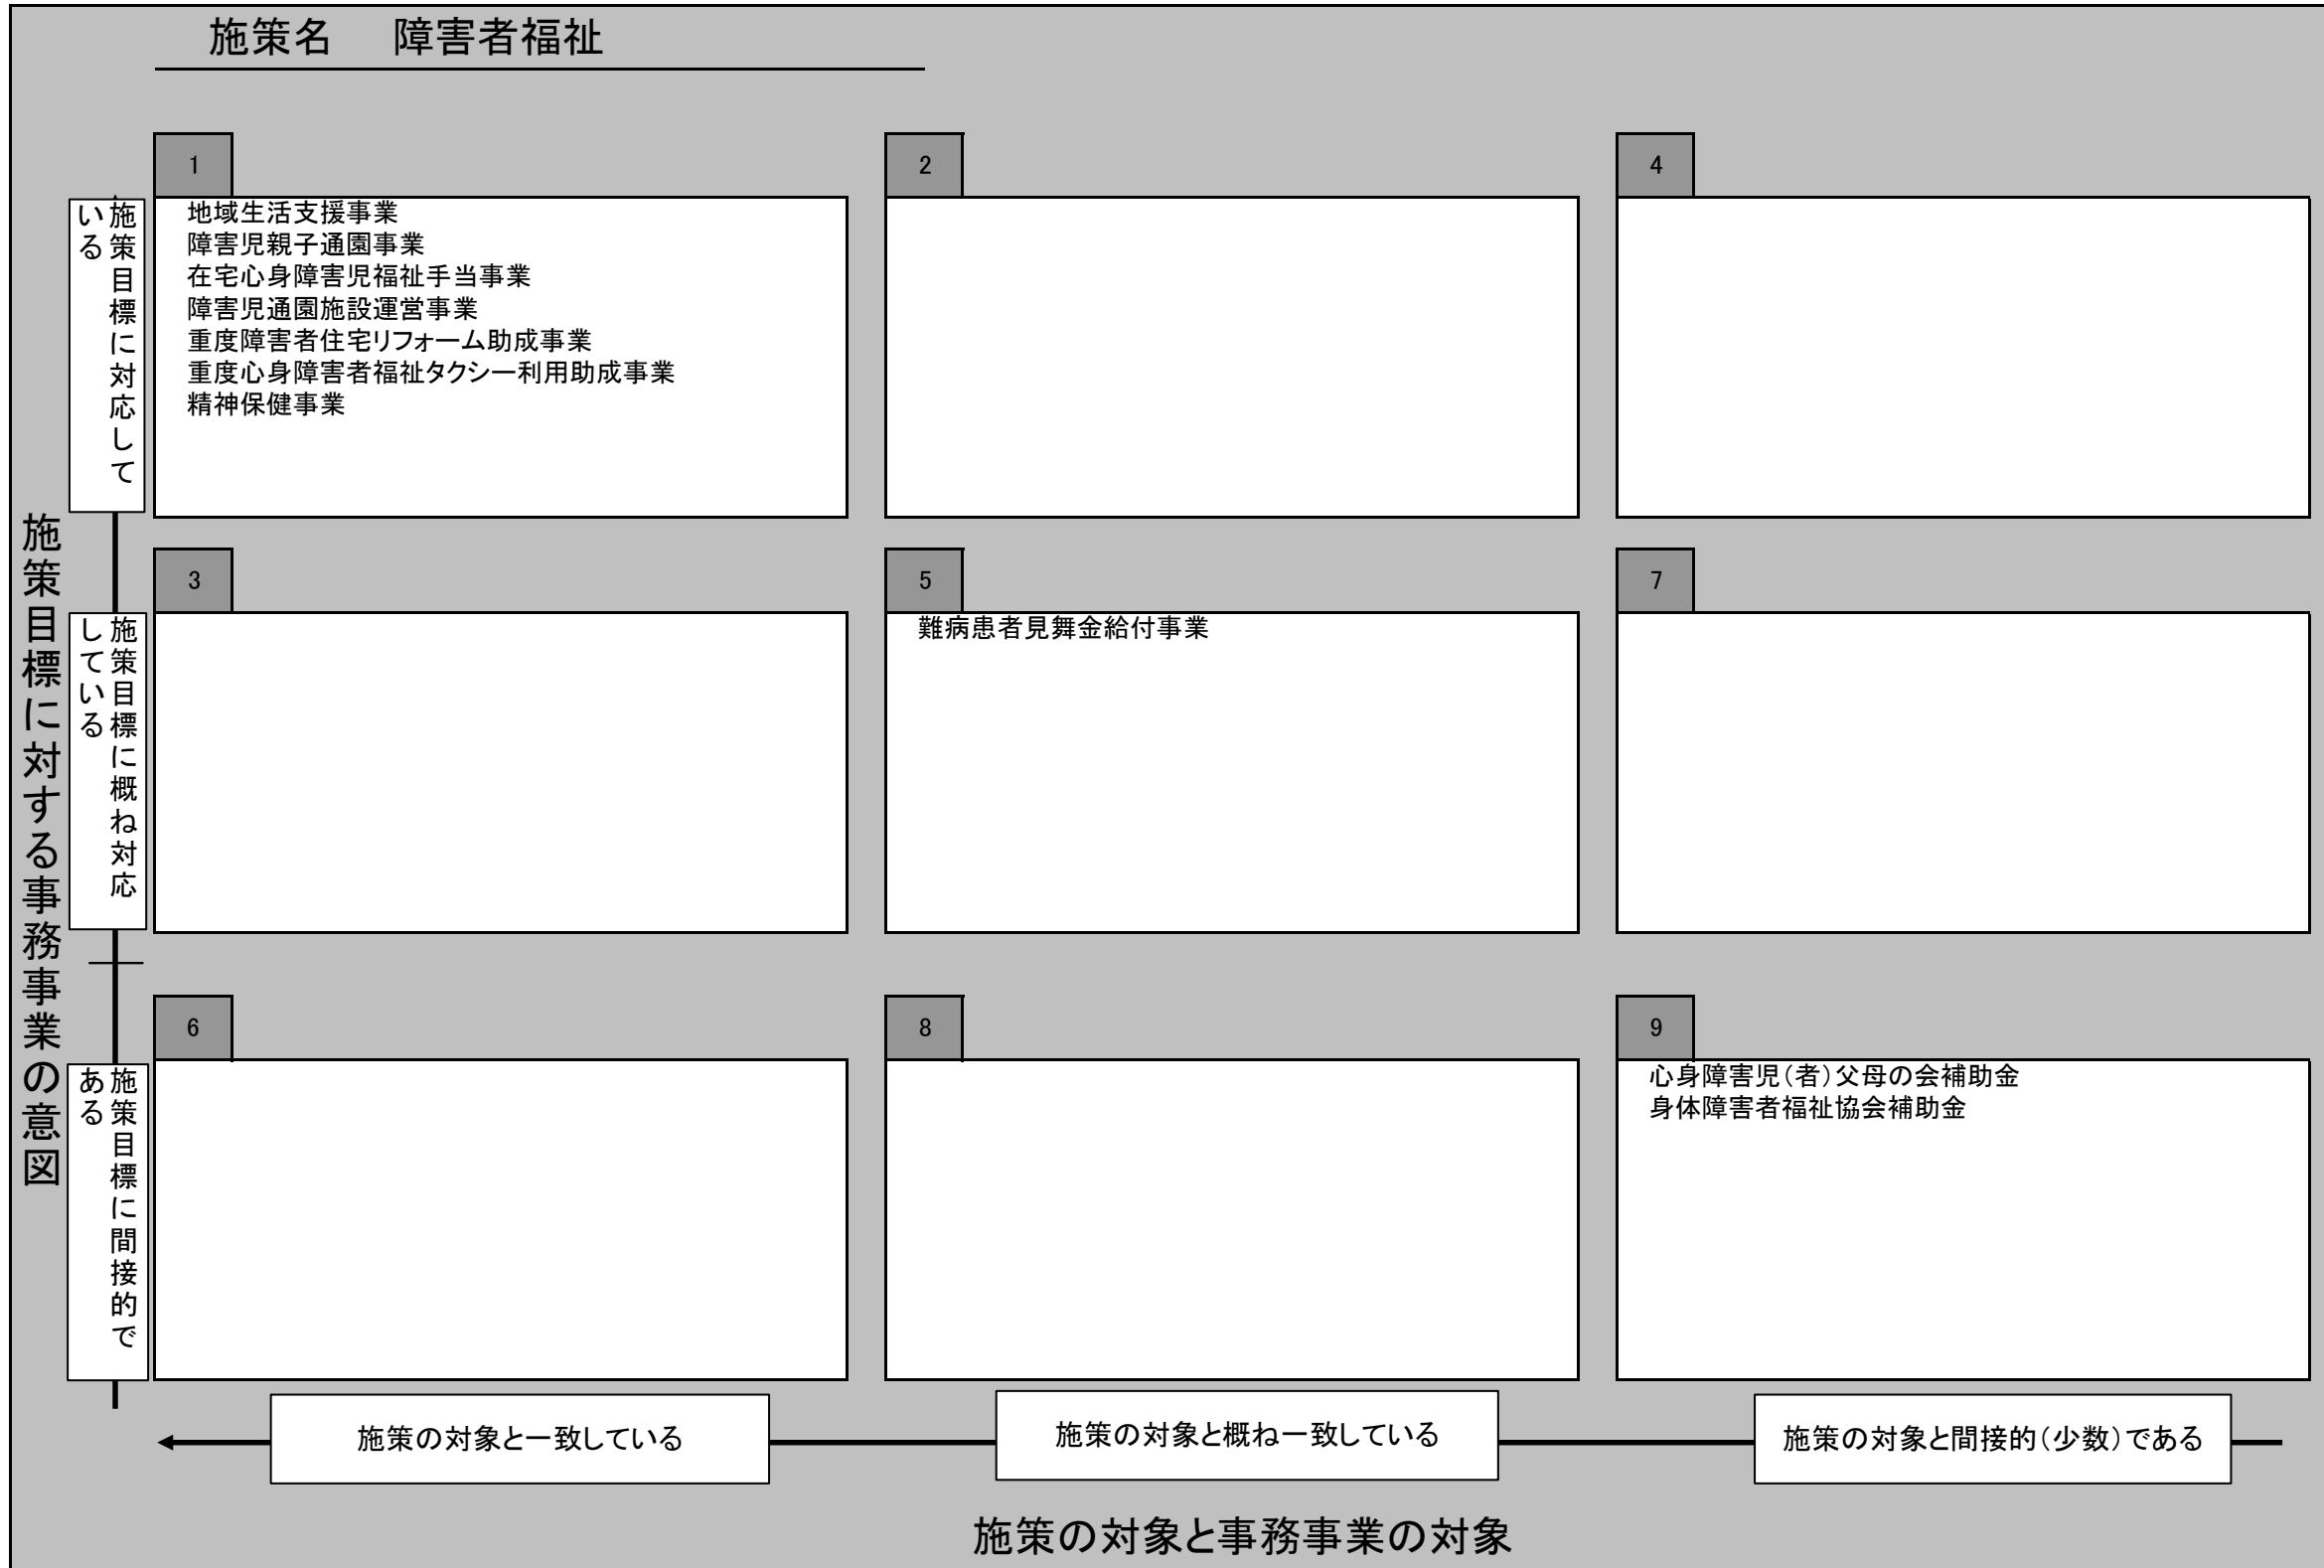 施策名　障害者福祉
1
2
4
施策目標に対応して
いる
地域生活支援事業
障害児親子通園事業
在宅心身障害児福祉手当事業
障害児通園施設運営事業
重度障害者住宅リフォーム助成事業
重度心身障害者福祉タクシー利用助成事業
精神保健事業
施策目標に対する事務事業の意図
3
5
7
施策目標に概ね対応
している
難病患者見舞金給付事業
6
8
9
施策目標に間接的で
ある
心身障害児(者)父母の会補助金
身体障害者福祉協会補助金
施策の対象と一致している
施策の対象と概ね一致している
施策の対象と間接的(少数)である
施策の対象と事務事業の対象